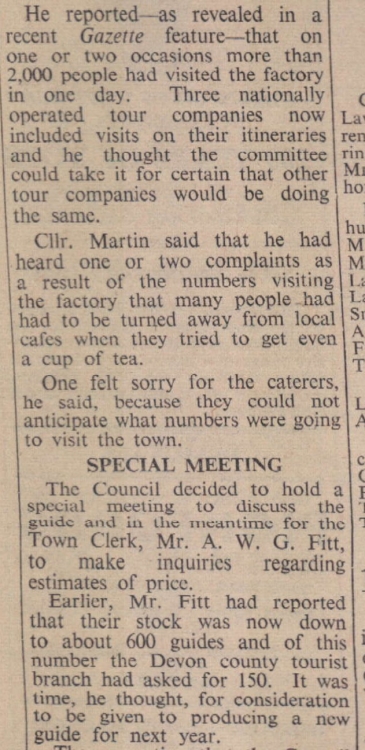 He reported—as revealed in a
recent Gazette feature—that on
one or two occasions more than
2,000 people had visited the factory
in one day. Three nationally
operated tour companies now
included visits on their itineraries
and he thought the committee
could take it for certain that other
tour companies would be doing
the same.
Cllr. Martin said that he had
heard one or two complaints as
a result of the numbers visiting
the factory that many people had
had to be turned away from local
cafes when they tried to get even
a cup of tea.
One felt sorry for the caterers,
he said, because they could not
anticipate what numbers were going
to visit the town.
SPECIAL MEETING
The Council decided to hold a
special meeting to discuss the
guide and in the meantime for the
Town Clerk, Mr. A. W. G. Fitt,
to make inquiries regarding
estimates of price.
Earlier, Mr. Fitt had reported
that their stock was now down
to about 600 guides and of this
number the Devon county tourist
branch had asked for 150. It was
time, he thought, for consideration
to be given to producing a new
guide for next year.